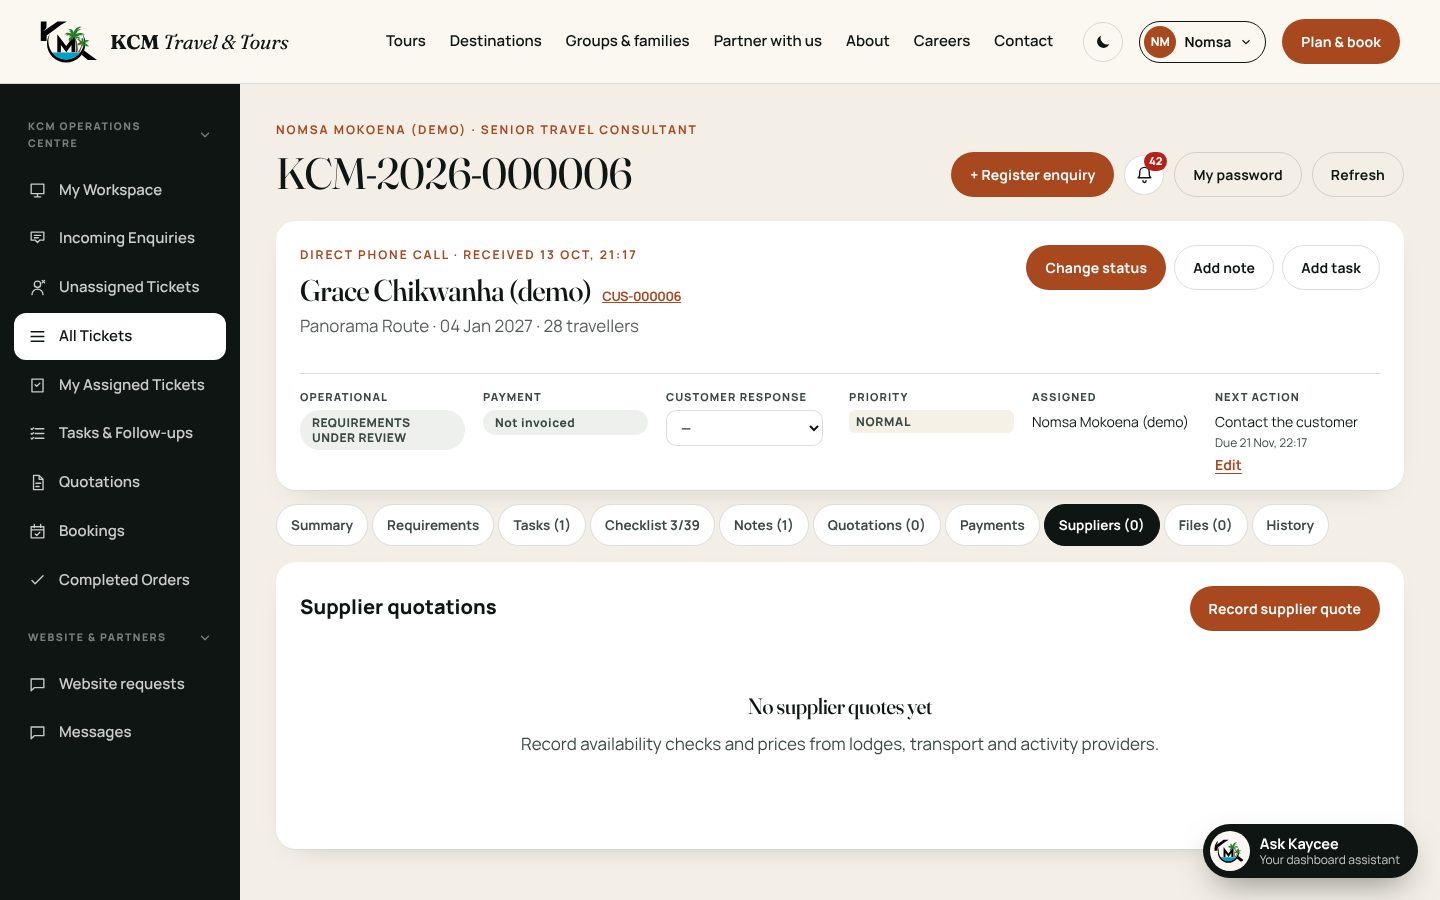 KCM Travel & Tours
Tours
Destinations
Groups & families
Partner with us
About
Careers
Contact
NM
Nomsa
Plan & book
KCM OPERATIONS
CENTRE
My Workspace
Incoming Enquiries
Unassigned Tickets
All Tickets
My Assigned Tickets
Tasks & Follow-ups
Quotations
Bookings
Completed Orders
WEBSITE & PARTNERS
Website requests
Messages
NOMSA MOKOENA (DEMO) · SENIOR TRAVEL CONSULTANT
KCM-2026-000006
+ Register enquiry
42
My password
Refresh
DIRECT PHONE CALL · RECEIVED 13 OCT, 21:17
Grace Chikwanha (demo) CUS-000006
Panorama Route · 04 Jan 2027 · 28 travellers
Change status
Add note
Add task
OPERATIONAL
REQUIREMENTS
UNDER REVIEW
PAYMENT
Not invoiced
CUSTOMER RESPONSE
—
PRIORITY
NORMAL
ASSIGNED
Nomsa Mokoena (demo)
NEXT ACTION
Contact the customer
Due 21 Nov, 22:17
Edit
Summary
Requirements
Tasks (1)
Checklist 3/39
Notes (1)
Quotations (0)
Payments
Suppliers (0)
Files (0)
History
Supplier quotations
Record supplier quote
No supplier quotes yet
Record availability checks and prices from lodges, transport and activity providers.
Ask Kaycee
Your dashboard assistant